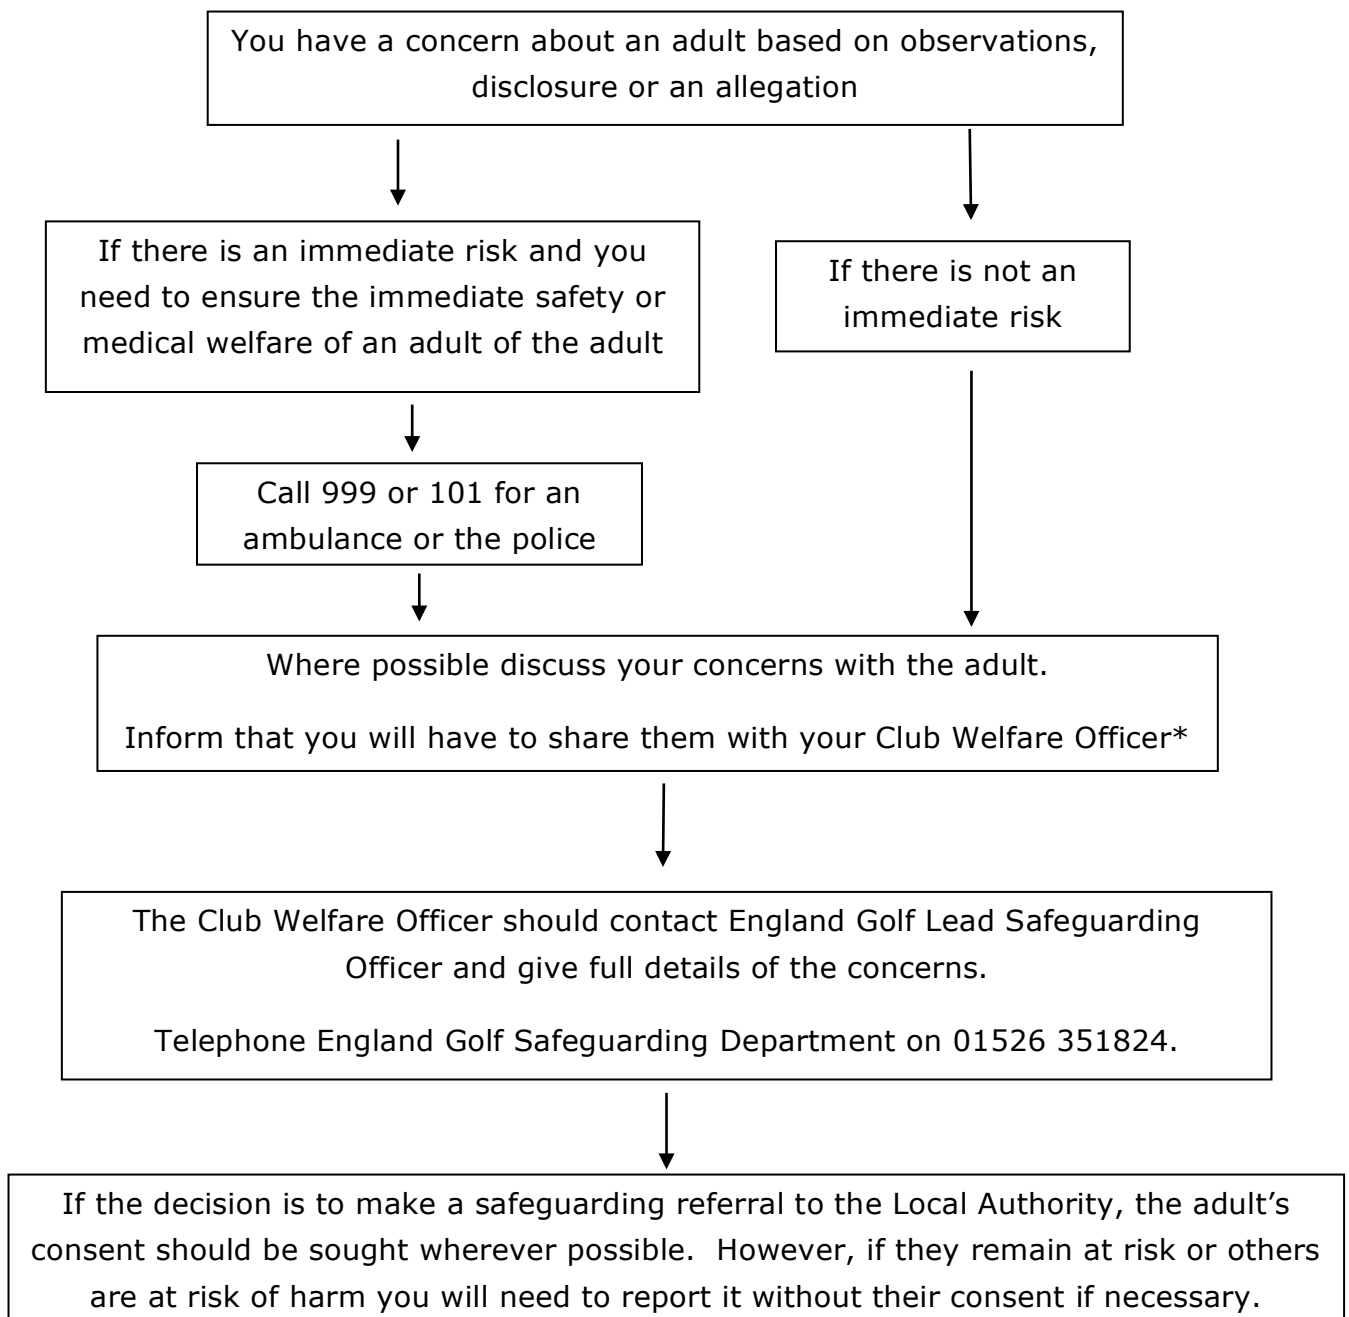 You have a concern about an adult based on observations,
disclosure or an allegation
If there is an immediate risk and you
need to ensure the immediate safety or
medical welfare of an adult of the adult
If there is not an
immediate risk
Call 999 or 101 for an
ambulance or the police
Where possible discuss your concerns with the adult.
Inform that you will have to share them with your Club Welfare Officer*
The Club Welfare Officer should contact England Golf Lead Safeguarding
Officer and give full details of the concerns.
Telephone England Golf Safeguarding Department on 01526 351824.
If the decision is to make a safeguarding referral to the Local Authority, the adult’s
consent should be sought wherever possible.  However, if they remain at risk or others
are at risk of harm you will need to report it without their consent if necessary.